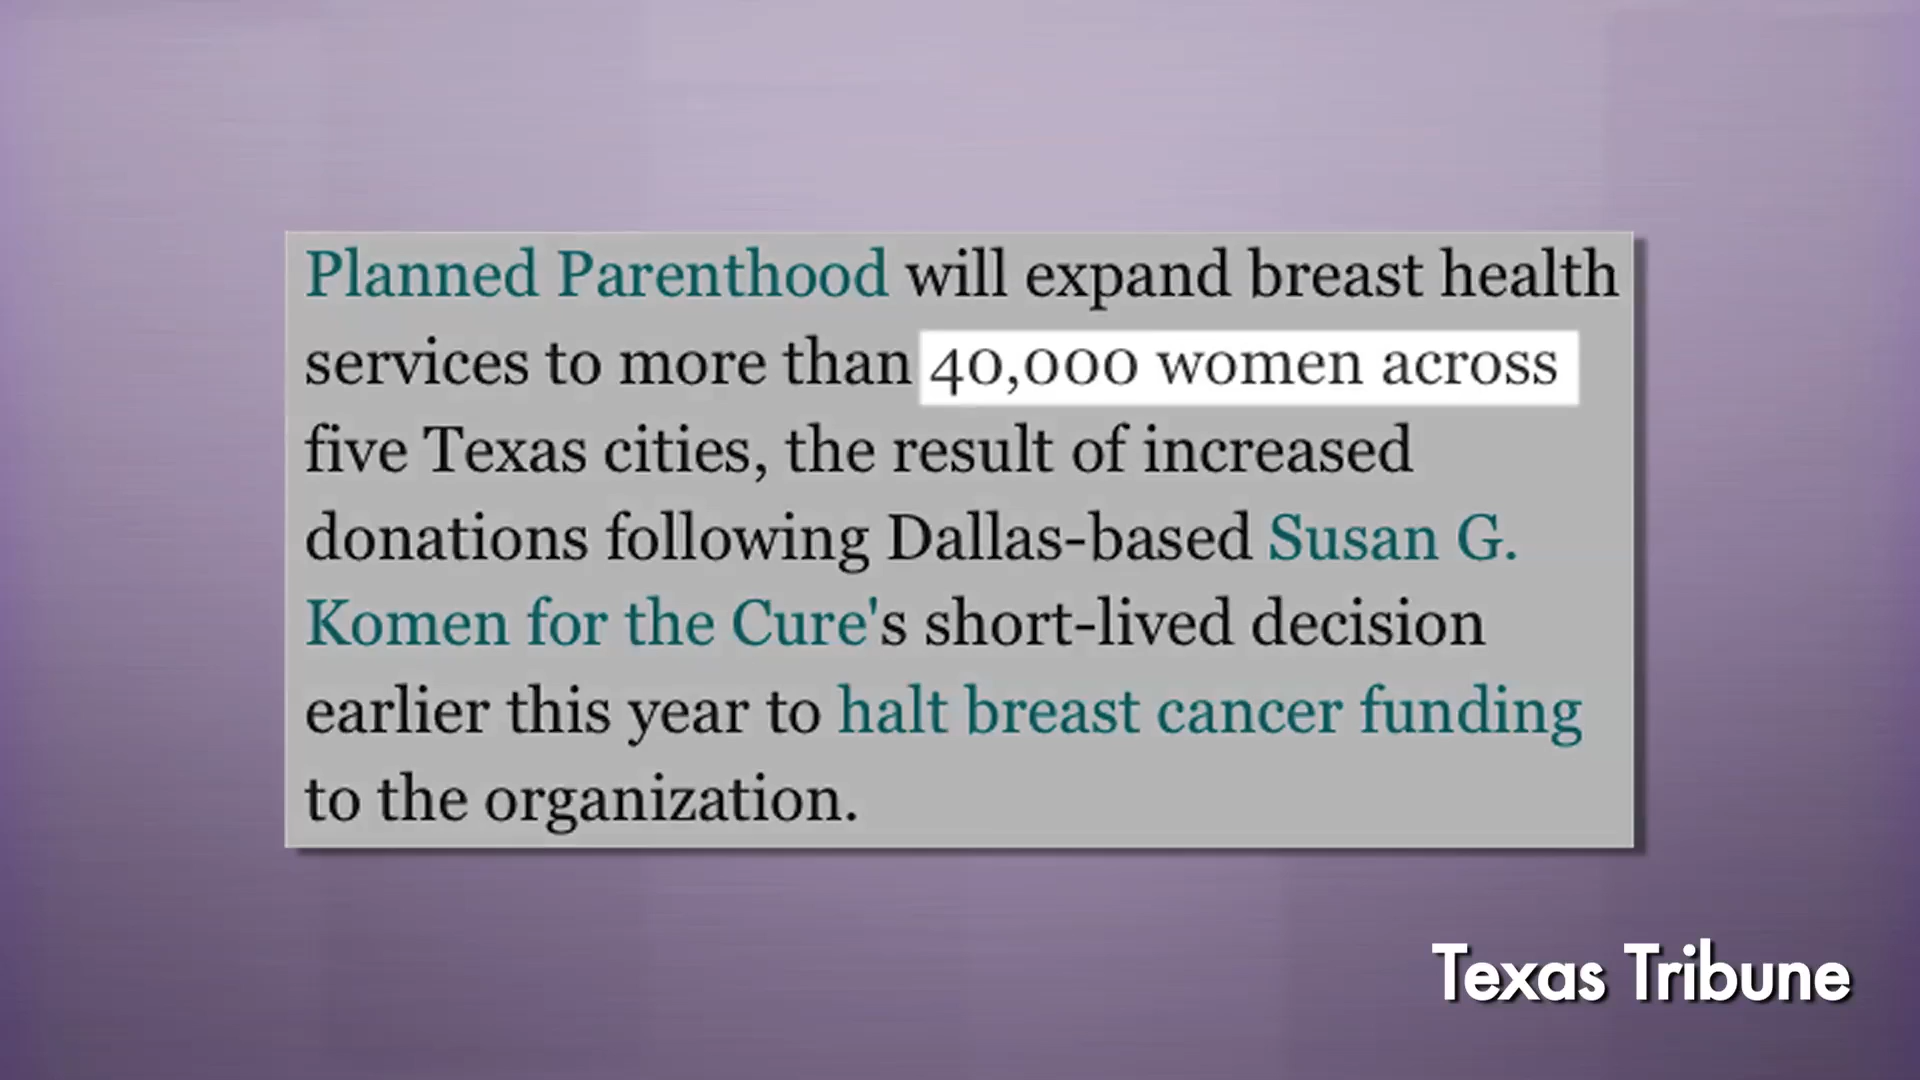 Planned Parenthood will expand breast health
services to more than 40,000 women across
five Texas cities, the result of increased
donations following Dallas-based Susan G.
Komen for the Cure's short-lived decision
earlier this year to halt breast cancer funding
to the organization.
Texas Tribune